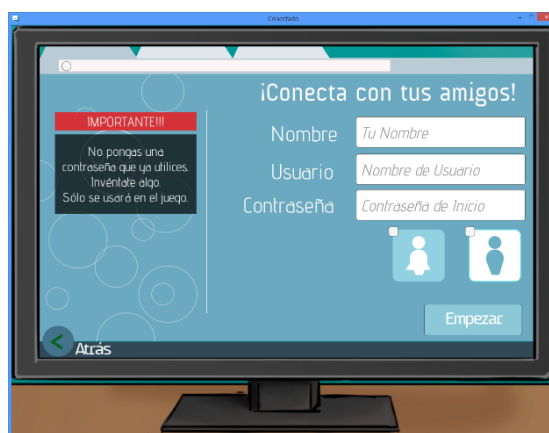 Conectado
¡Conecta con tus amigos!
IMPORTANTE!!!
No pongas una
contraseña que ya utilices.
Invéntate algo.
Sólo se usará en el juego.
Nombre
Tu Nombre
Usuario
Nombre de Usuario
Contraseña
Contraseña de Inicio
Empezar
Atrás